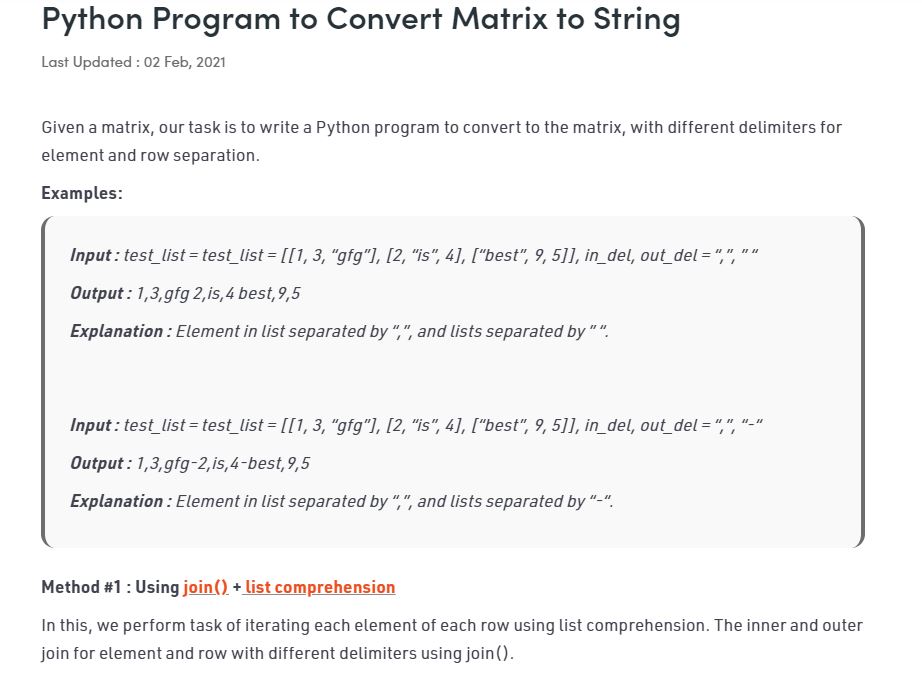 Python Program to Convert Matrix to String
Last Updated : 02 Feb, 2021
Given a matrix, our task is to write a Python program to convert to the matrix, with different delimiters for
element and row separation.
Examples:
Input : test_list = test_list = [[1, 3, “gfg”], [2, “is”, 4], [“best”, 9, 5]], in_del, out_del = “,”, ” “
Output : 1,3,gfg 2,is,4 best,9,5
Explanation : Element in list separated by “,”, and lists separated by ” “.
Input : test_list = test_list = [[1, 3, “gfg”], [2, “is”, 4], [“best”, 9, 5]], in_del, out_del = “,”, “-“
Output : 1,3,gfg-2,is,4-best,9,5
Explanation : Element in list separated by “,”, and lists separated by “-“.
Method #1 : Using join() + list comprehension
In this, we perform task of iterating each element of each row using list comprehension. The inner and outer
join for element and row with different delimiters using join().